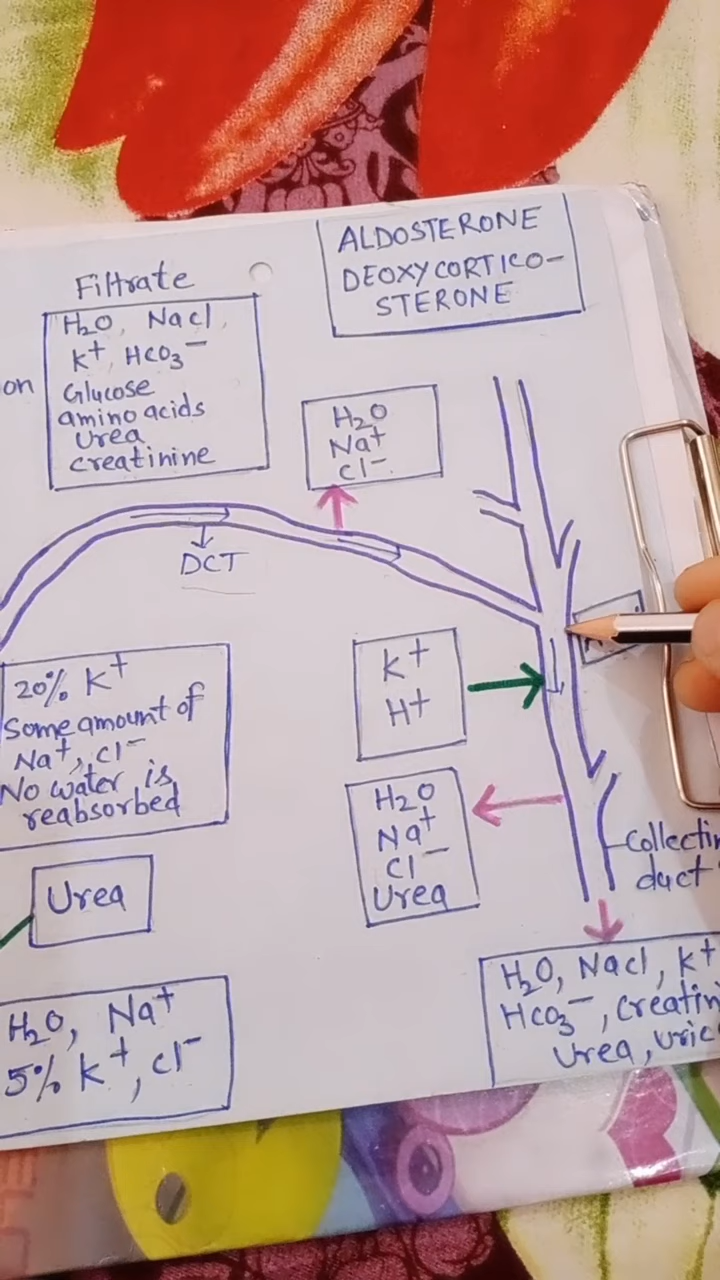 ALDOSTERONE
DEOXYCORTICO-
STERONE
Filtrate
H₂O, Nacl,
K⁺, HCO₃⁻
Glucose
amino acids
Urea
creatinine
on
H₂O
Na⁺
Cl⁻
DCT
K⁺
H⁺
20% K⁺
Some amount of
Na⁺, Cl⁻
No water is
reabsorbed
H₂O
Na⁺
Cl⁻
Urea
Collectin
duct
Urea
H₂O, Nacl, K⁺
HCO₃⁻, Creatin
Urea, Uric
H₂O, Na⁺
5% K⁺, Cl⁻